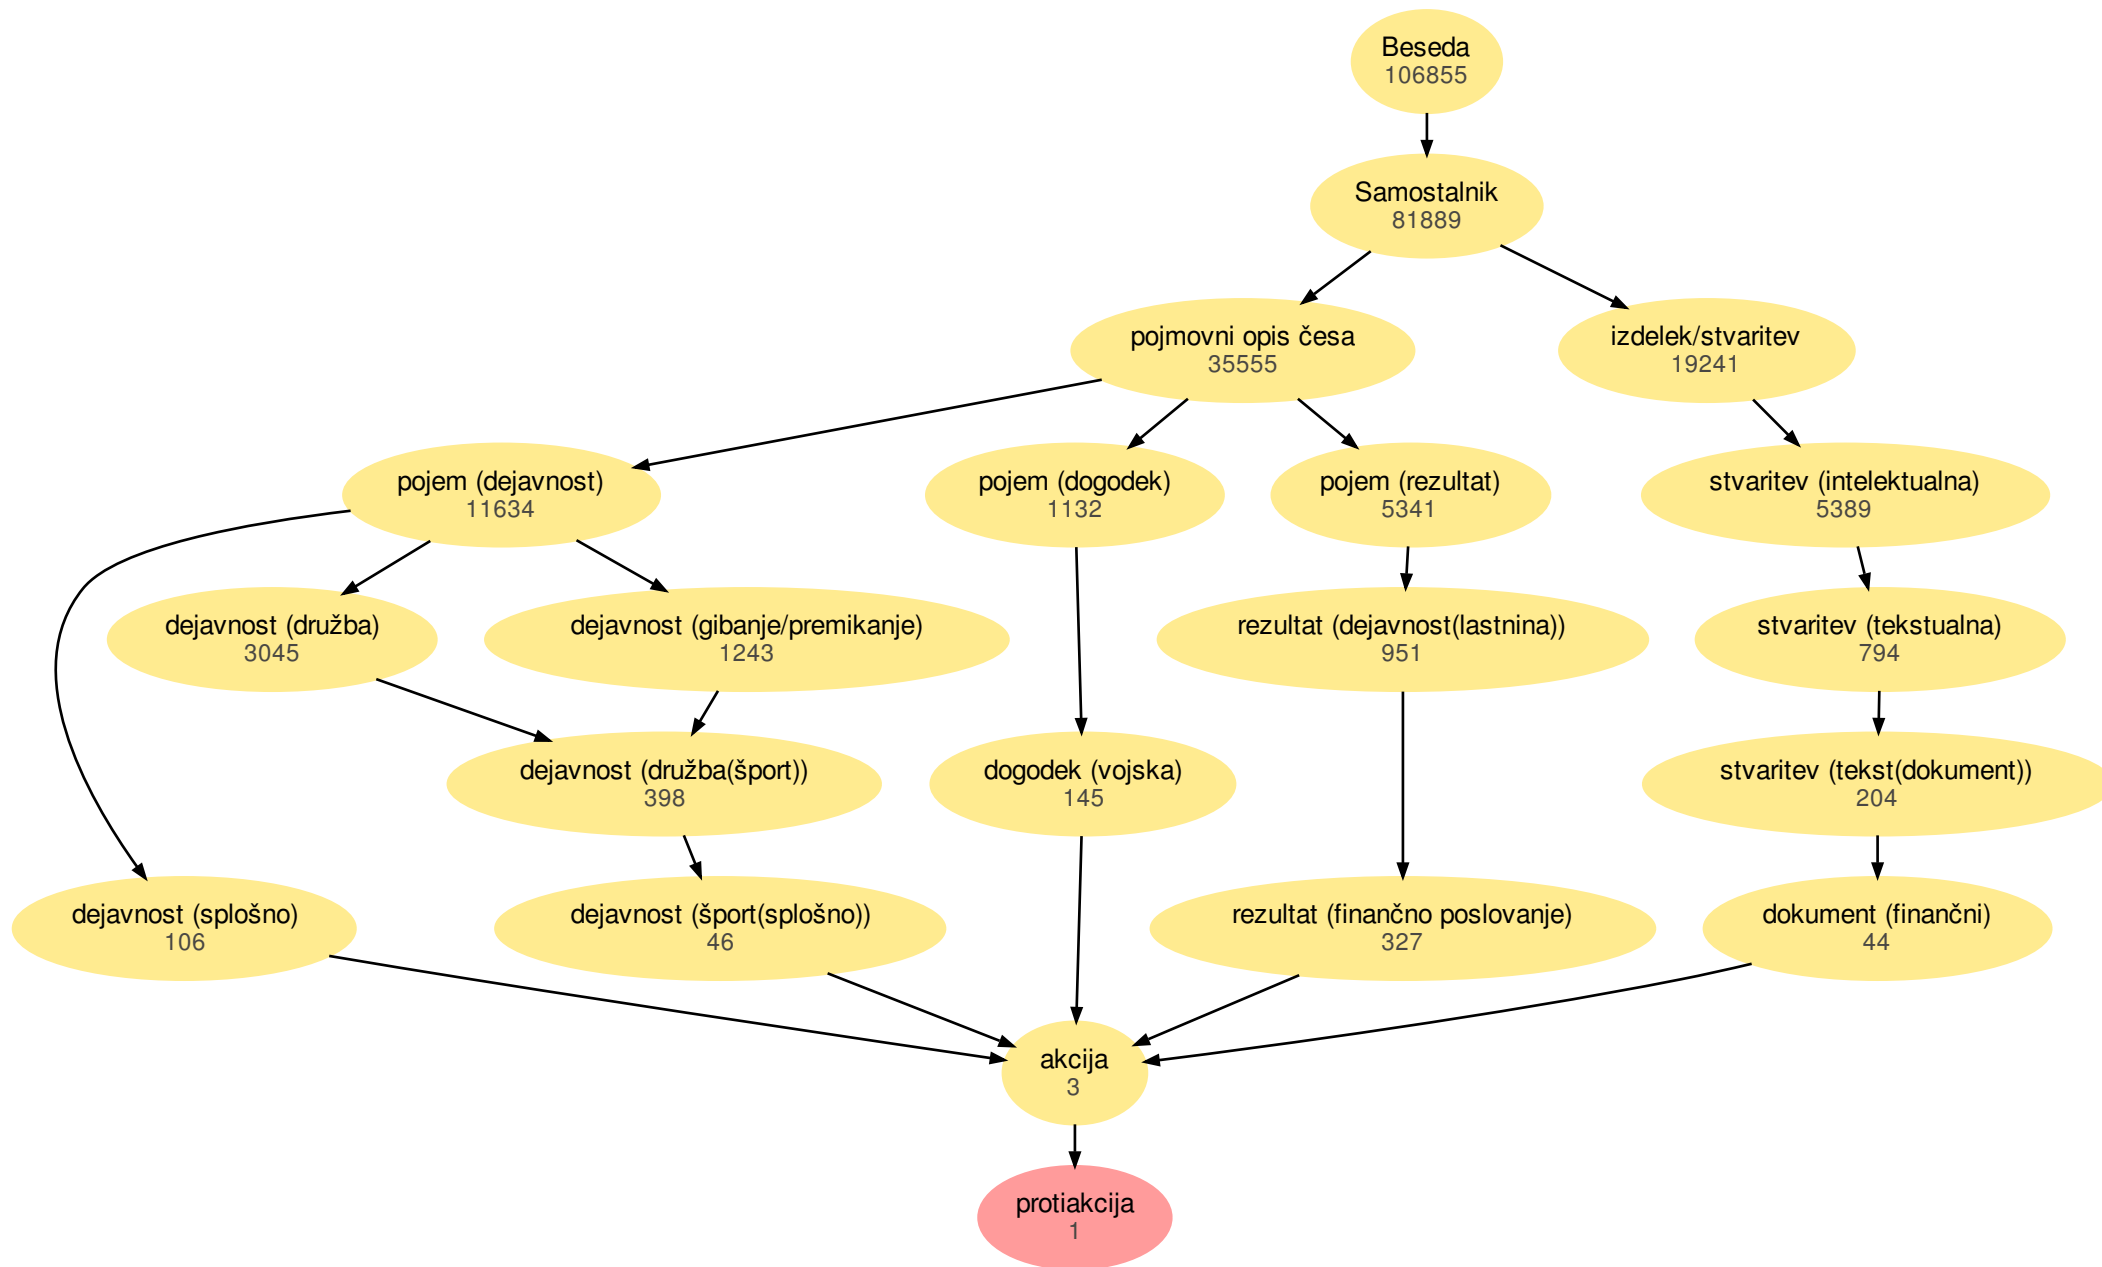 Beseda
106855
Samostalnik
81889
pojmovni opis česa
35555
izdelek/stvaritev
19241
pojem (dejavnost)
11634
pojem (dogodek)
1132
pojem (rezultat)
5341
stvaritev (intelektualna)
5389
dejavnost (družba)
3045
dejavnost (gibanje/premikanje)
1243
rezultat (dejavnost(lastnina))
951
stvaritev (tekstualna)
794
dejavnost (družba(šport))
398
dogodek (vojska)
145
stvaritev (tekst(dokument))
204
dejavnost (splošno)
106
dejavnost (šport(splošno))
46
rezultat (finančno poslovanje)
327
dokument (finančni)
44
akcija
3
protiakcija
1